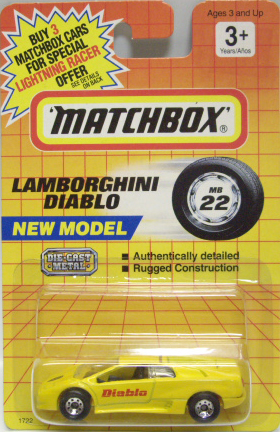 BUY 3
MATCHBOX CARS
FOR SPECIAL
LIGHTNING RACER
OFFER
SEE DETAILS
ON BACK
Ages 3 and Up
3+
Years/Años
MATCHBOX®
LAMBORGHINI
DIABLO
MB
22
NEW MODEL
DIE-CAST
METAL
■ Authentically detailed
■ Rugged Construction
Diablo
1722